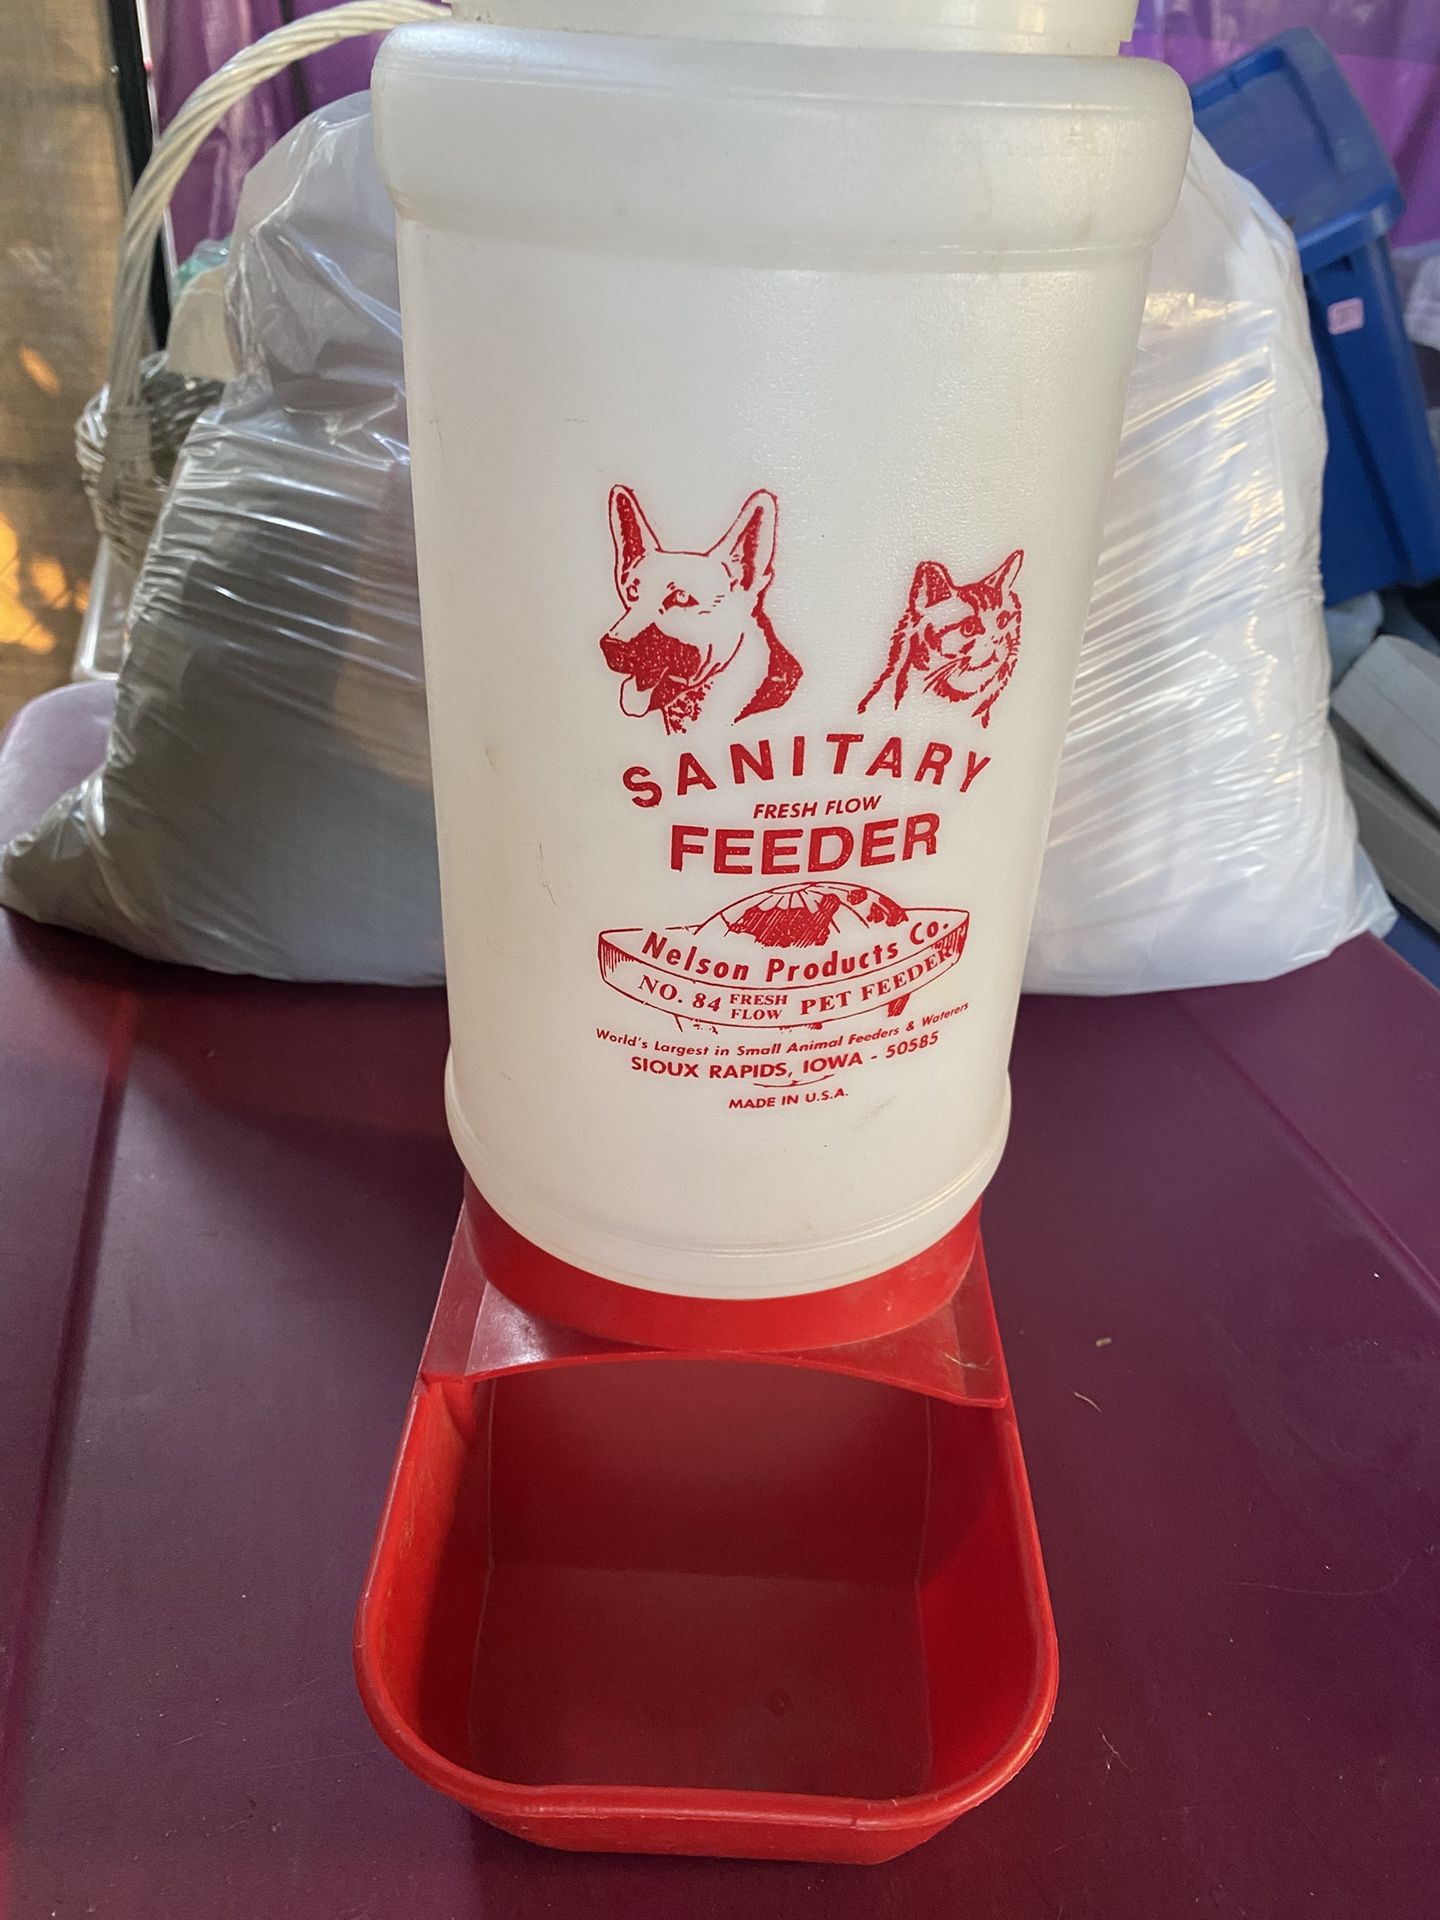 SANITARY
FRESH FLOW
FEEDER
Nelson Products Co.
NO. 84 FRESH FLOW PET FEEDER
World's Largest in Small Animal Feeders & Waterers
SIOUX RAPIDS, IOWA - 50585
MADE IN U.S.A.